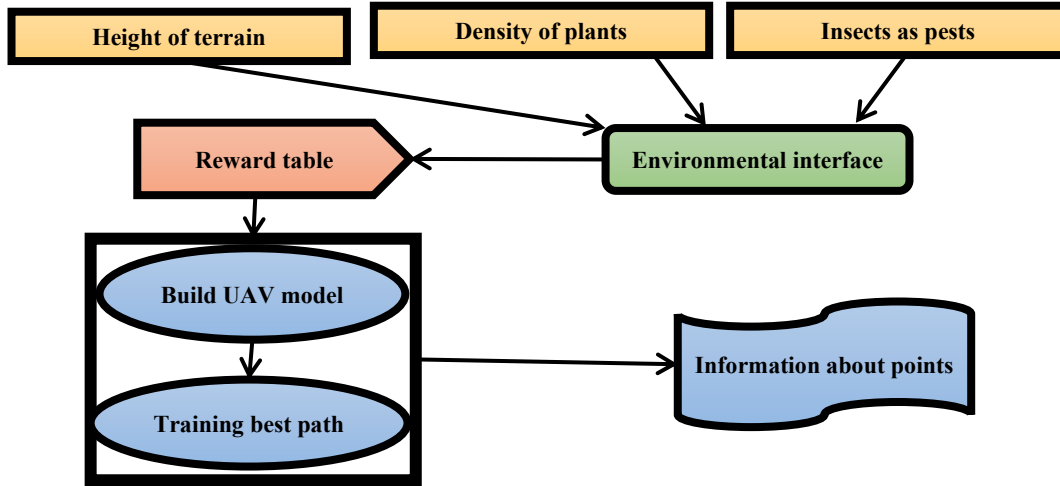 Height of terrain
Density of plants
Insects as pests
Reward table
Environmental interface
Build UAV model
Information about points
Training best path